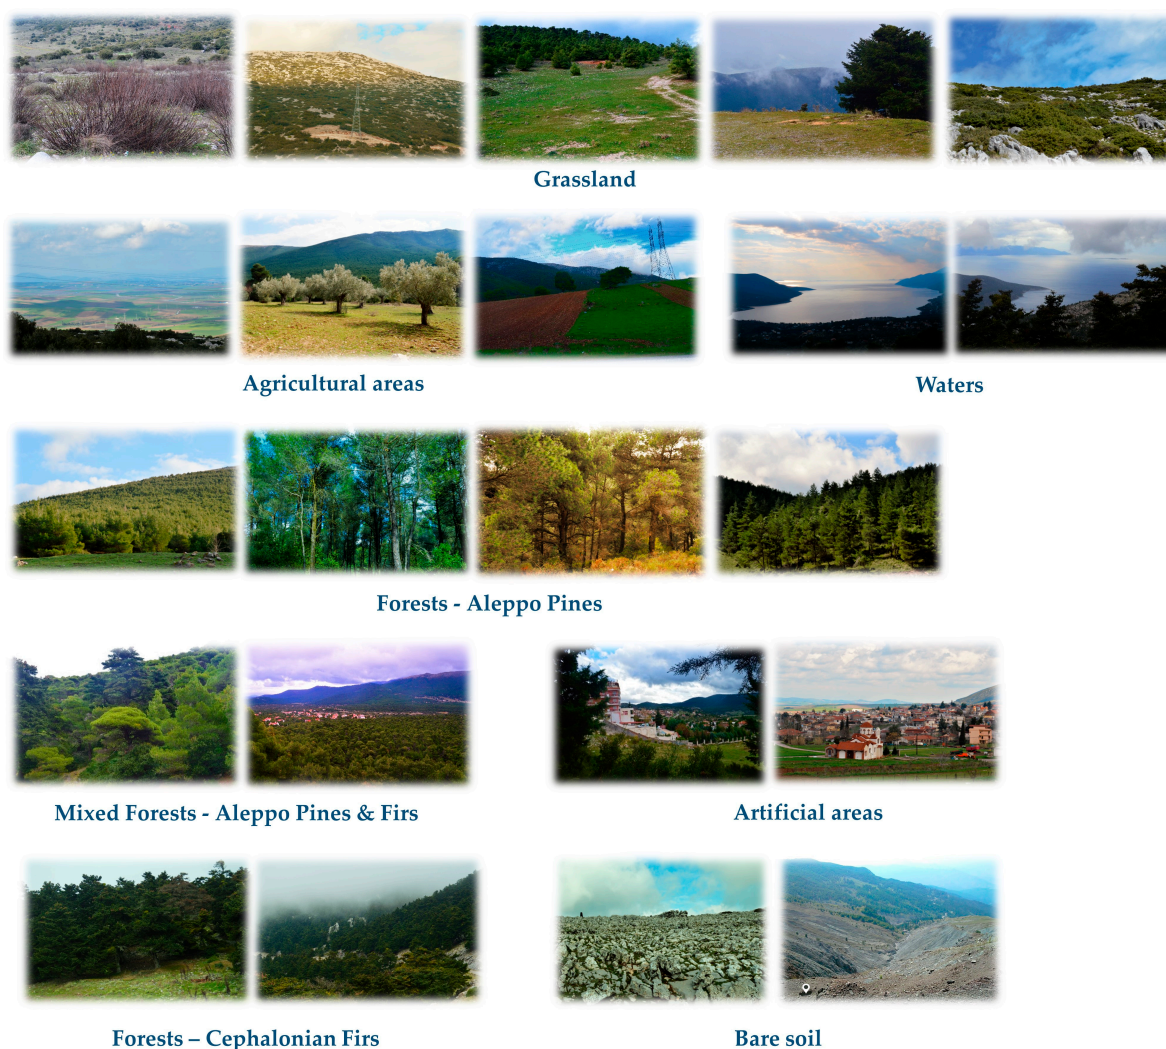 Grassland
Agricultural areas
Waters
Forests - Aleppo Pines
Mixed Forests - Aleppo Pines & Firs
Artificial areas
Forests – Cephalonian Firs
Bare soil